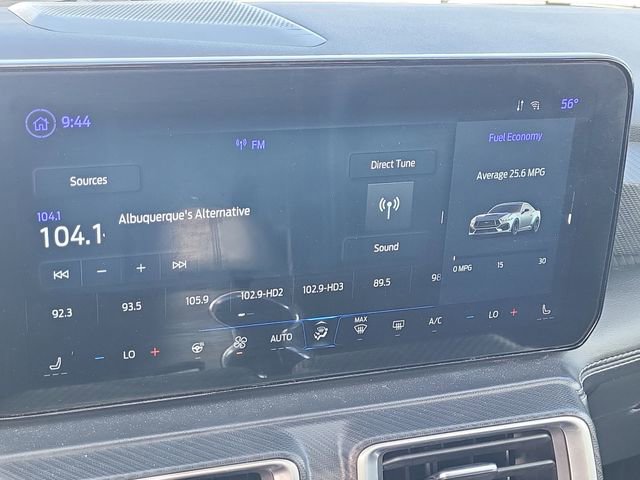 9:44
56°
FM
Fuel Economy
Sources
Direct Tune
Average 25.6 MPG
104.1
104.1
Albuquerque's Alternative
Sound
0 MPG 15 30
92.3 93.5 105.9 102.9-HD2 102.9-HD3 89.5 98
LO AUTO MAX A/C LO